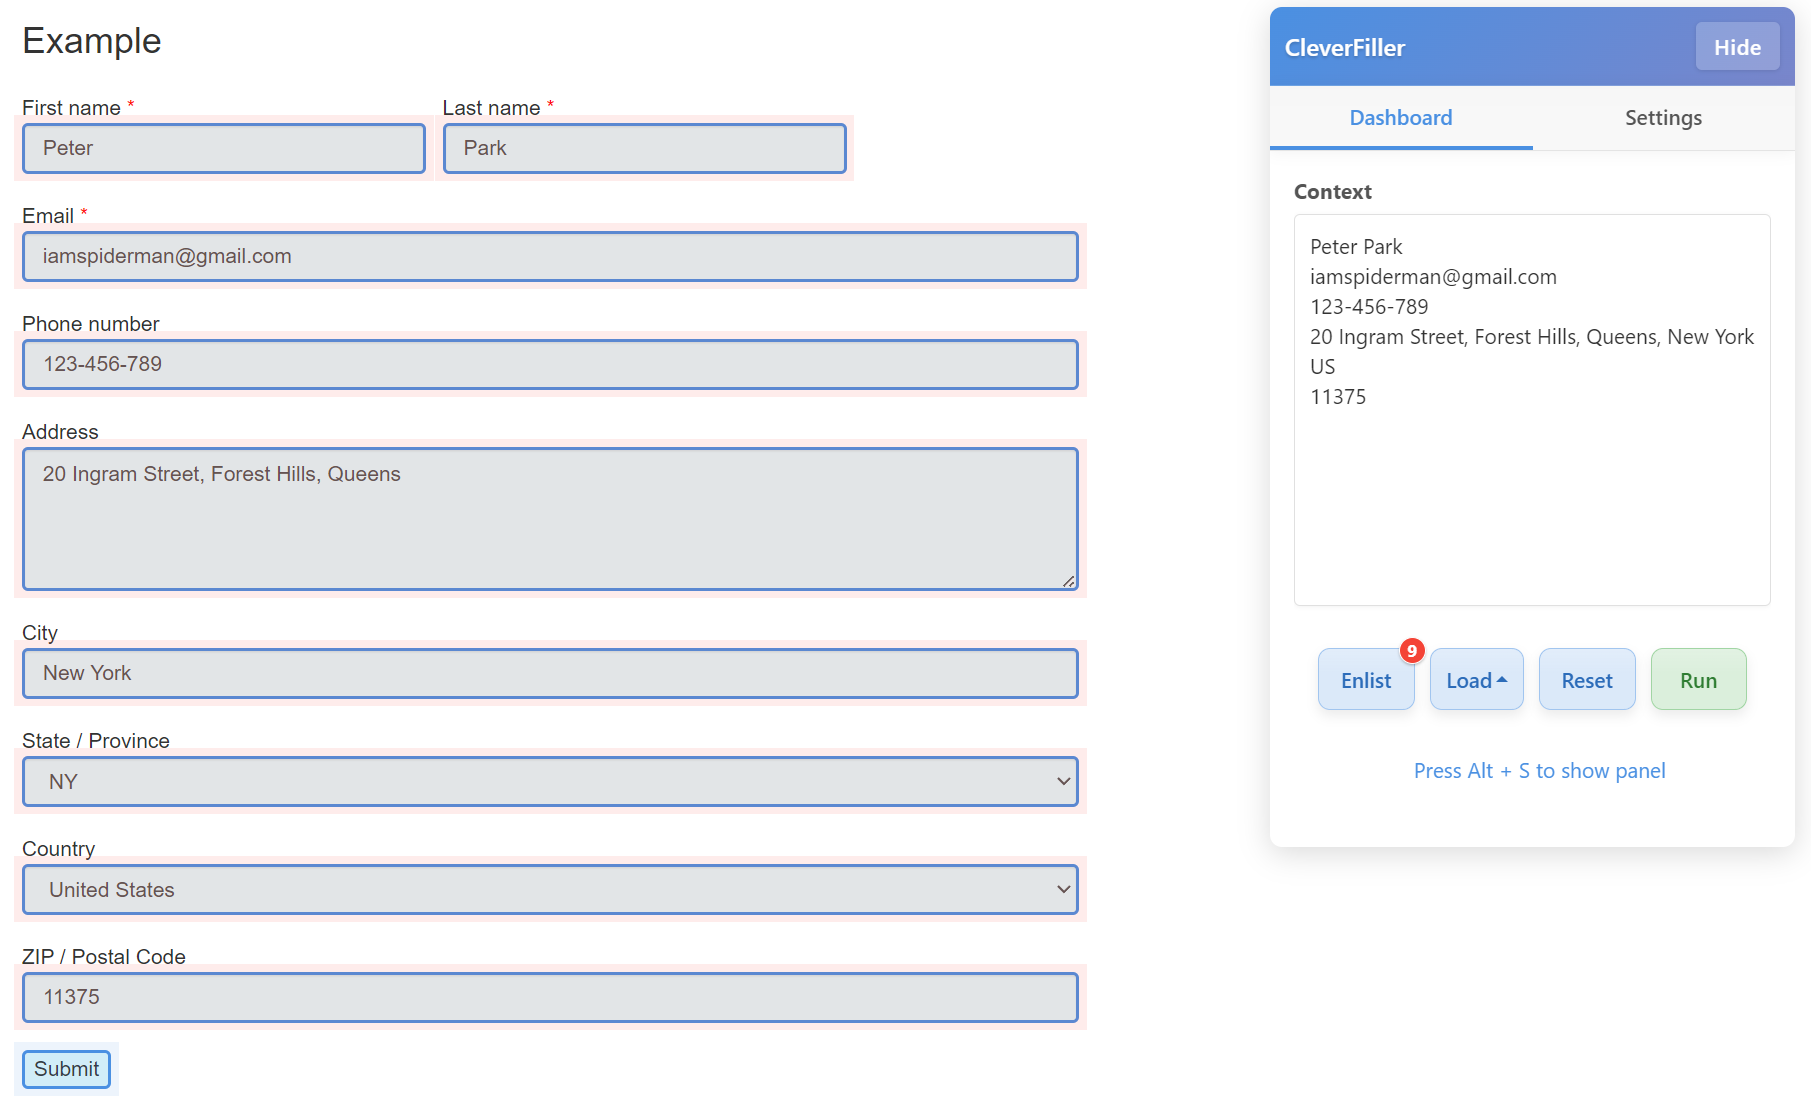 Example
First name * Last name *
Peter Park
Email *
iamspiderman@gmail.com
Phone number
123-456-789
Address
20 Ingram Street, Forest Hills, Queens
City
New York
State / Province
NY
Country
United States
ZIP / Postal Code
11375
Submit
CleverFiller Hide
Dashboard Settings
Context
Peter Park
iamspiderman@gmail.com
123-456-789
20 Ingram Street, Forest Hills, Queens, New York
US
11375
9
Enlist Load Reset Run
Press Alt + S to show panel